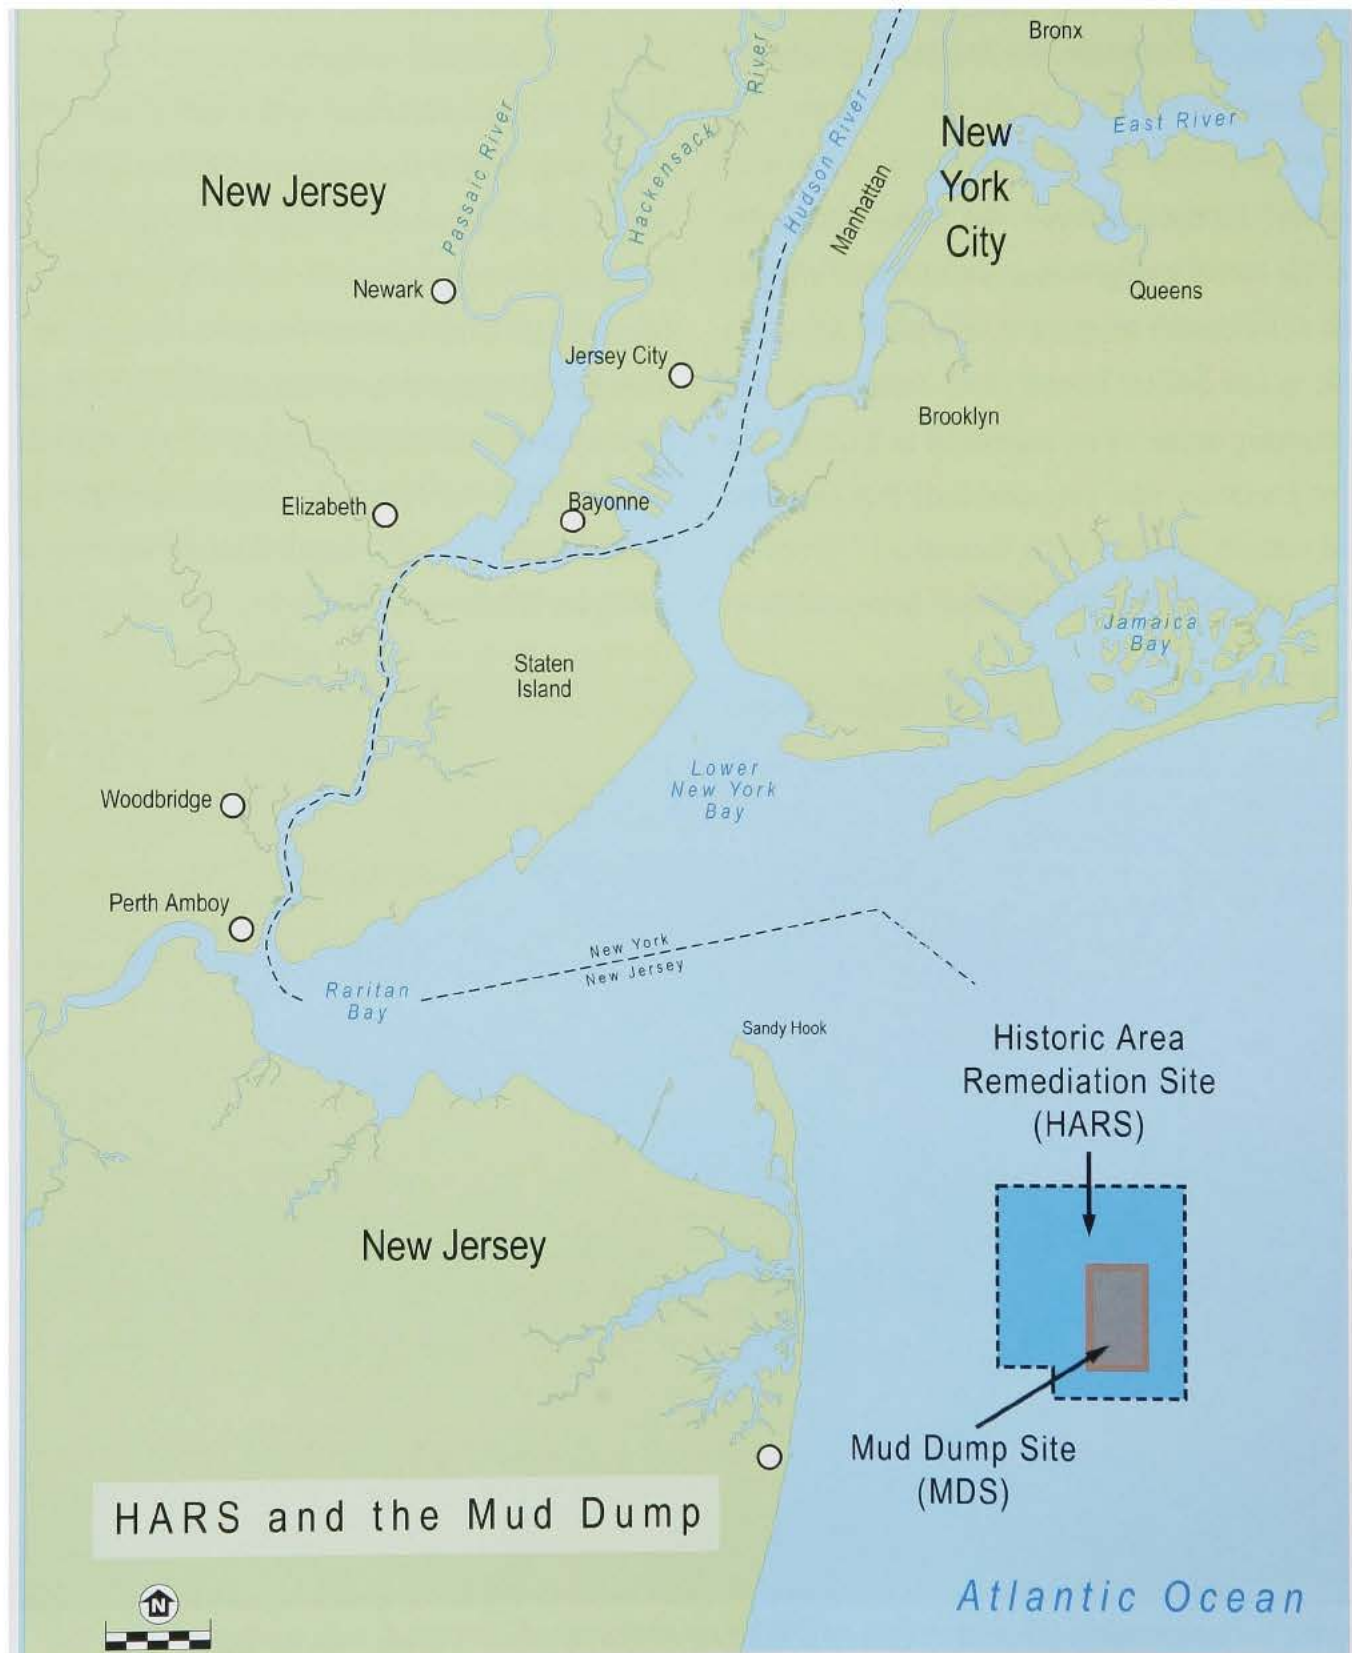 Bronx
Passaic River
Hackensack River
Hudson River
East River
New
York
City
Manhattan
New Jersey
Newark
Queens
Jersey City
Brooklyn
Elizabeth
Bayonne
Jamaica
Bay
Staten
Island
Lower
New York
Bay
Woodbridge
Perth Amboy
New York
New Jersey
Raritan
Bay
Sandy Hook
Historic Area
Remediation Site
(HARS)
New Jersey
Mud Dump Site
(MDS)
HARS and the Mud Dump
Atlantic Ocean
N